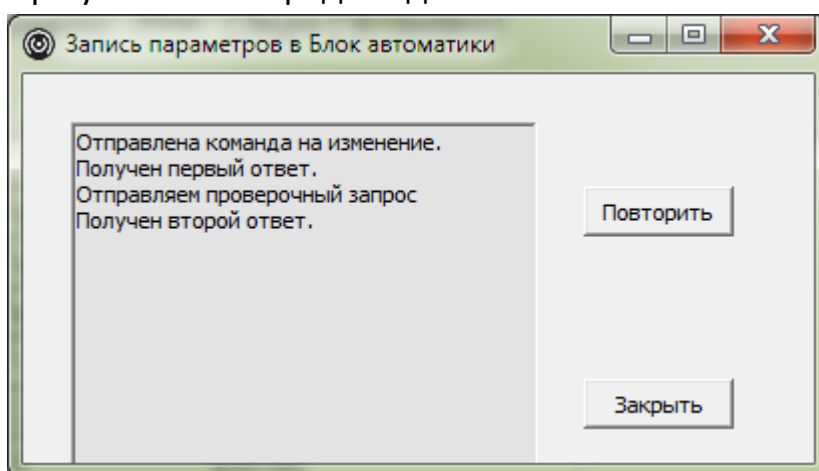 Запись параметров в Блок автоматики
Отправлена команда на изменение.
Получен первый ответ.
Отправляем проверочный запрос
Получен второй ответ.
Повторить
Закрыть